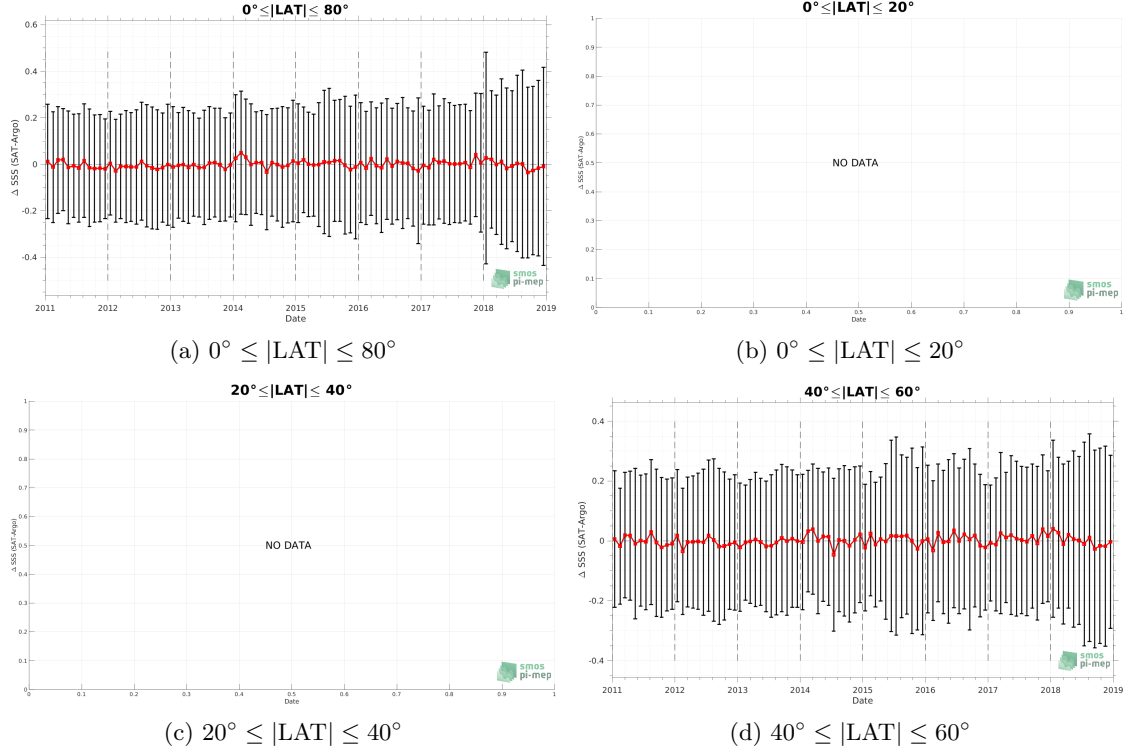 0°≤|LAT|≤ 80°
0.6
0.4
0.2
0
-0.2
-0.4
Δ SSS (SAT-Argo)
2011 2012 2013 2014 2015 2016 2017 2018 2019
Date
smos
pi-mep
(a) 0° ≤ |LAT| ≤ 80°
0°≤|LAT|≤ 20°
1
0.9
0.8
0.7
0.6
0.5
0.4
0.3
0.2
0.1
0
Δ SSS (SAT-Argo)
NO DATA
0 0.1 0.2 0.3 0.4 0.5 0.6 0.7 0.8 0.9 1
Date
smos
pi-mep
(b) 0° ≤ |LAT| ≤ 20°
20°≤|LAT|≤ 40°
1
0.9
0.8
0.7
0.6
0.5
0.4
0.3
0.2
0.1
0
Δ SSS (SAT-Argo)
NO DATA
0 0.1 0.2 0.3 0.4 0.5 0.6 0.7 0.8 0.9 1
Date
smos
pi-mep
(c) 20° ≤ |LAT| ≤ 40°
40°≤|LAT|≤ 60°
0.4
0.2
0
-0.2
-0.4
Δ SSS (SAT-Argo)
2011 2012 2013 2014 2015 2016 2017 2018 2019
Date
smos
pi-mep
(d) 40° ≤ |LAT| ≤ 60°